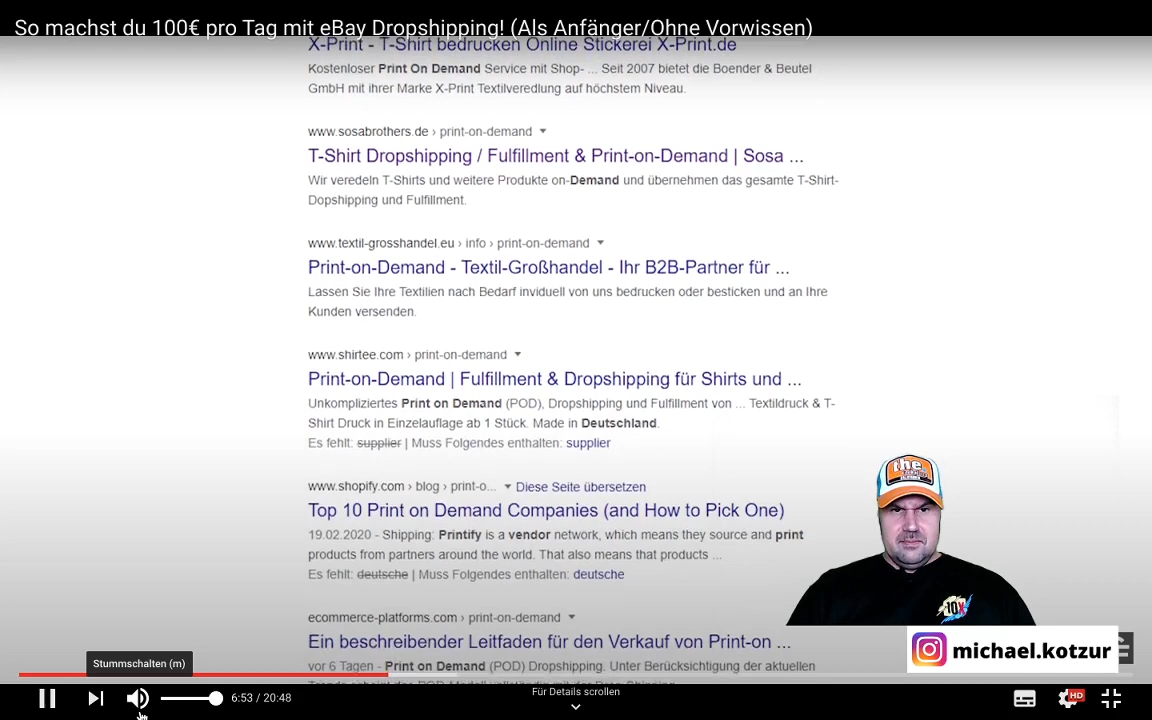 So machst du 100€ pro Tag mit eBay Dropshipping! (Als Anfänger/Ohne Vorwissen)
X-Print - T-Shirt bedrucken Online Stickerei X-Print.de
Kostenloser Print On Demand Service mit Shop- ... Seit 2007 bietet die Boender & Beutel
GmbH mit ihrer Marke X-Print Textilveredlung auf höchstem Niveau.
www.sosabrothers.de › print-on-demand
T-Shirt Dropshipping / Fulfillment & Print-on-Demand | Sosa ...
Wir veredeln T-Shirts und weitere Produkte on-Demand und übernehmen das gesamte T-Shirt-
Dopshipping und Fulfillment.
www.textil-grosshandel.eu › info › print-on-demand
Print-on-Demand - Textil-Großhandel - Ihr B2B-Partner für ...
Lassen Sie Ihre Textilien nach Bedarf inviduell von uns bedrucken oder besticken und an Ihre
Kunden versenden.
www.shirtee.com › print-on-demand
Print-on-Demand | Fulfillment & Dropshipping für Shirts und ...
Unkompliziertes Print on Demand (POD), Dropshipping und Fulfillment von ... Textildruck & T-
Shirt Druck in Einzelauflage ab 1 Stück. Made in Deutschland.
Es fehlt: supplier | Muss Folgendes enthalten: supplier
www.shopify.com › blog › print-o... Diese Seite übersetzen
Top 10 Print on Demand Companies (and How to Pick One)
19.02.2020 - Shipping: Printify is a vendor network, which means they source and print
products from partners around the world. That also means that products ...
Es fehlt: deutsche | Muss Folgendes enthalten: deutsche
ecommerce-platforms.com › print-on-demand
Ein beschreibender Leitfaden für den Verkauf von Print-on ...
vor 6 Tagen - Print on Demand (POD) Dropshipping. Unter Berücksichtigung der aktuellen
the
10X
michael.kotzur
Stummschalten (m)
6:53 / 20:48
Für Details scrollen
HD